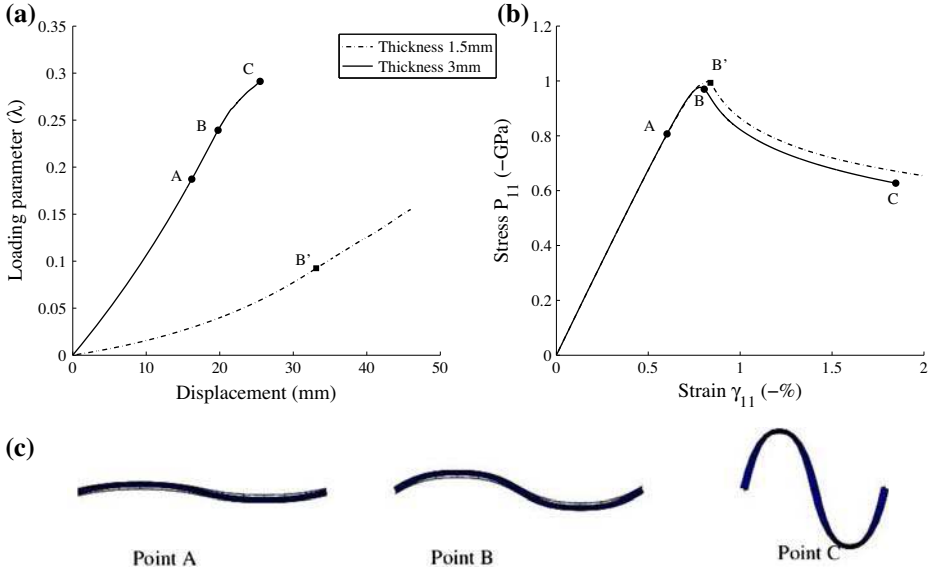 (a)
0.35
0.3
0.25
0.2
0.15
0.1
0.05
0
Loading parameter (λ)
Thickness 1.5mm
Thickness 3mm
C
B
A
B’
0 10 20 30 40 50
Displacement (mm)
(b)
1.2
1
0.8
0.6
0.4
0.2
0
Stress P11 (−GPa)
B’
B
A
C
0 0.5 1 1.5 2
Strain γ11 (−%)
(c)
Point A
Point B
Point C